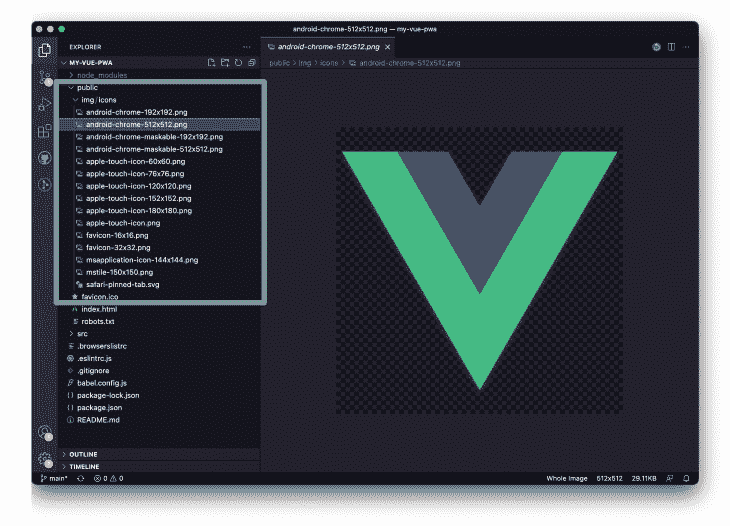 android-chrome-512x512.png — my-vue-pwa
EXPLORER
android-chrome-512x512.png
MY-VUE-PWA
public > img > icons > android-chrome-512x512.png
node_modules
public
img/icons
android-chrome-192x192.png
android-chrome-512x512.png
android-chrome-maskable-192x192.png
android-chrome-maskable-512x512.png
apple-touch-icon-60x60.png
apple-touch-icon-76x76.png
apple-touch-icon-120x120.png
apple-touch-icon-152x152.png
apple-touch-icon-180x180.png
apple-touch-icon.png
favicon-16x16.png
favicon-32x32.png
msapplication-icon-144x144.png
mstile-150x150.png
safari-pinned-tab.svg
favicon.ico
index.html
robots.txt
src
.browserslistrc
.eslintrc.js
.gitignore
babel.config.js
package-lock.json
package.json
README.md
OUTLINE
TIMELINE
main* 0 0 Whole Image 512x512 29.11KB